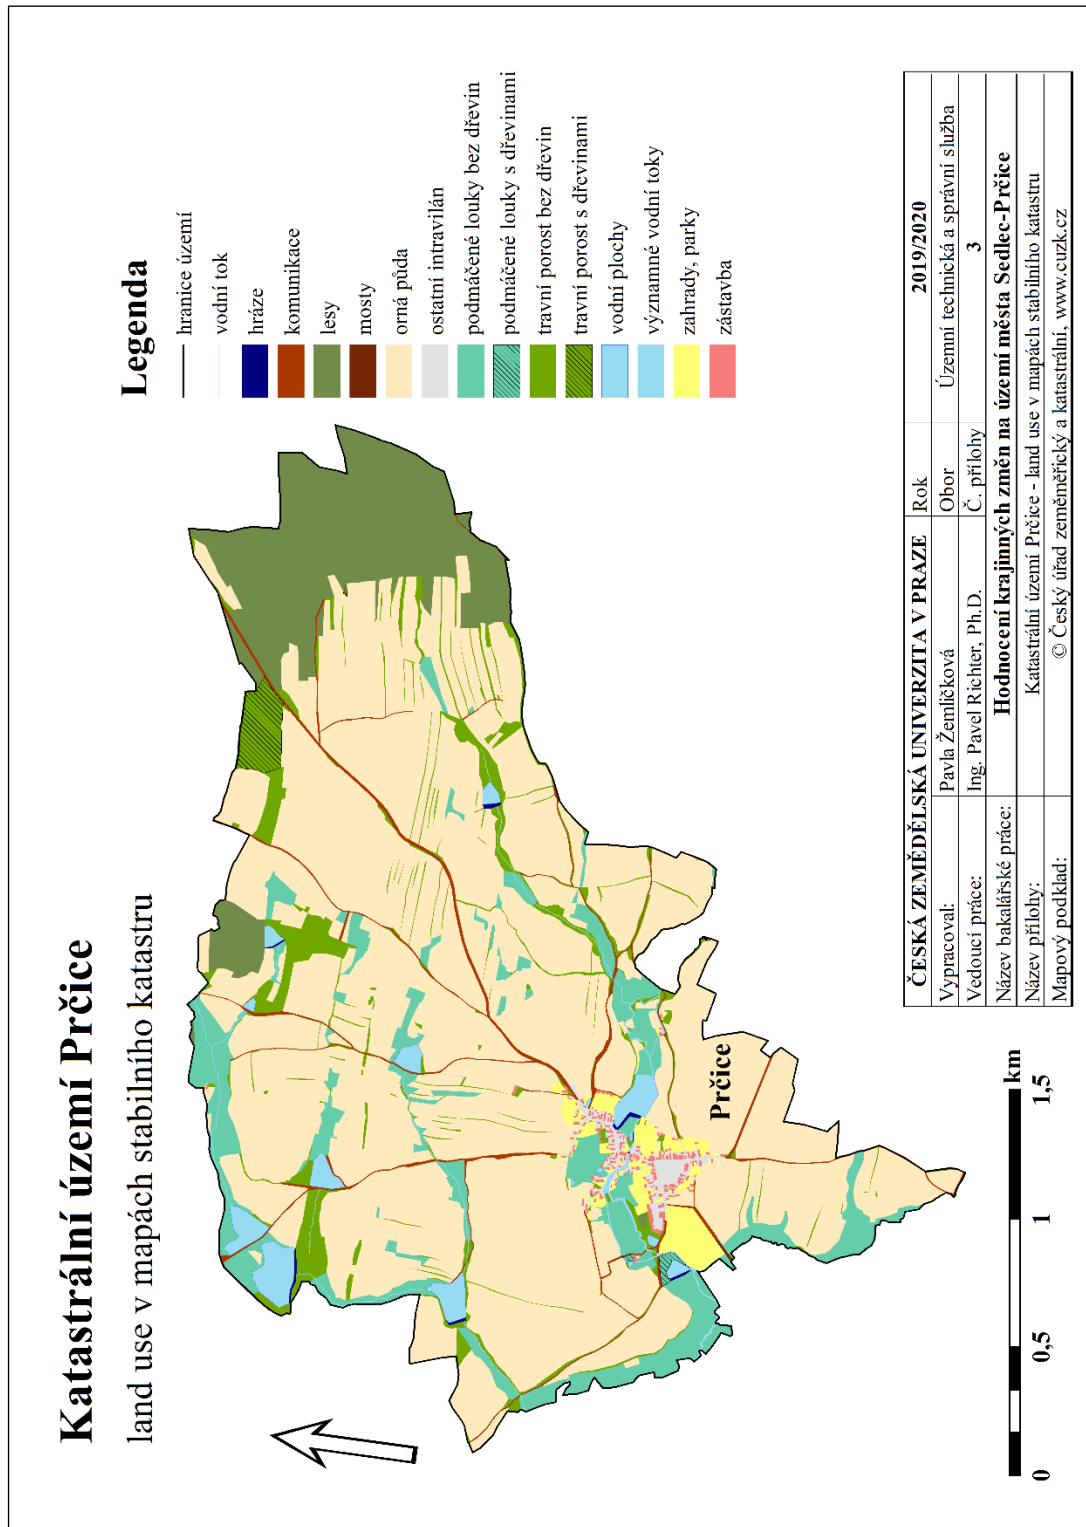 Katastrální území Prčice
land use v mapách stabilního katastru
Legenda
hranice území
vodní tok
hráze
komunikace
lesy
mosty
orná půda
ostatní intravilán
podmáčené louky bez dřevin
podmáčené louky s dřevinami
travní porost bez dřevin
travní porost s dřevinami
vodní plochy
významné vodní toky
zahrady, parky
zástavba
Prčice
0 0,5 1 1,5
km
ČESKÁ ZEMĚDĚLSKÁ UNIVERZITA V PRAZE Rok 2019/2020
Vypracoval: Pavla Žemličková Obor Územní technická a správní služba
Vedoucí práce: Ing. Pavel Richter, Ph.D. Č. přílohy 3
Název bakalářské práce: Hodnocení krajinných změn na území města Sedlec-Prčice
Název přílohy: Katastrální území Prčice - land use v mapách stabilního katastru
Mapový podklad: © Český úřad zeměměřický a katastrální, www.cuzk.cz